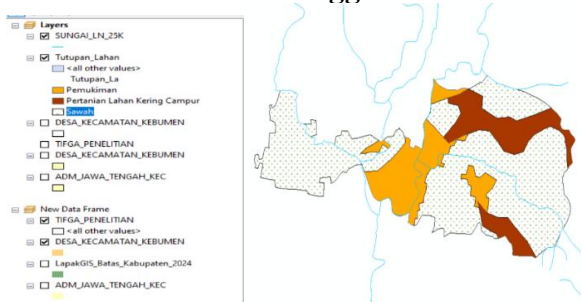 Layers
SUNGAI_LN_25K
Tutupan_Lahan
<all other values>
Tutupan_La
Pemukiman
Pertanian Lahan Kering Campur
Sawah
DESA_KECAMATAN_KEBUMEN
TIFGA_PENELITIAN
DESA_KECAMATAN_KEBUMEN
ADM_JAWA_TENGAH_KEC
New Data Frame
TIFGA_PENELITIAN
<all other values>
DESA_KECAMATAN_KEBUMEN
LapakGIS_Batas_Kabupaten_2024
ADM_JAWA_TENGAH_KEC